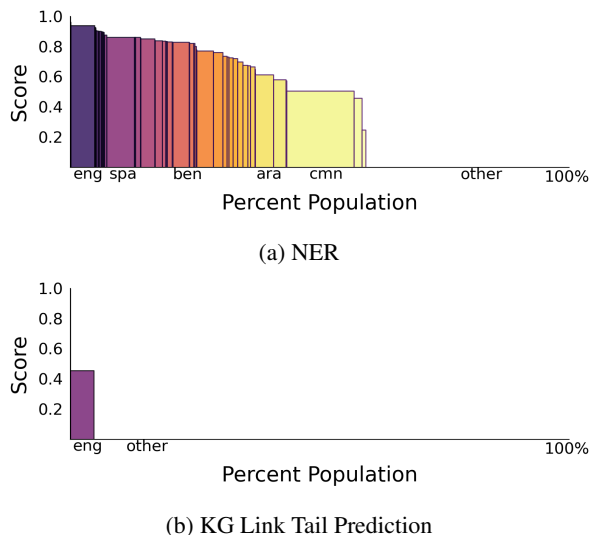 1.0
0.8
0.6
0.4
0.2
Score
eng spa ben ara cmn other 100%
Percent Population
(a) NER
1.0
0.8
0.6
0.4
0.2
Score
eng other 100%
Percent Population
(b) KG Link Tail Prediction